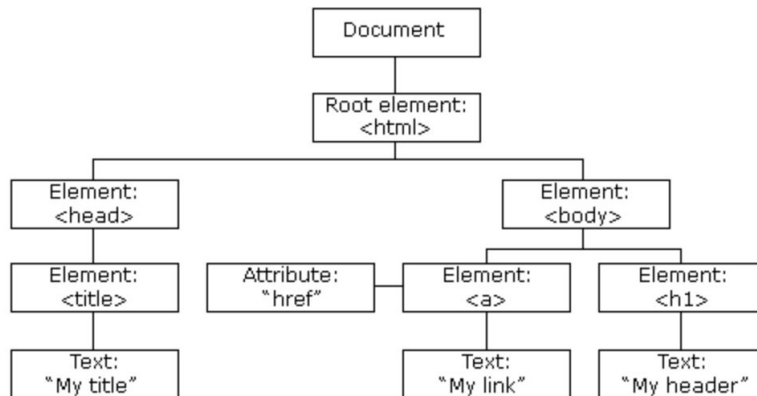 Document
Root element:
<html>
Element:
<head>
Element:
<body>
Element:
<title>
Attribute:
“href”
Element:
<a>
Element:
<h1>
Text:
“My title”
Text:
“My link”
Text:
“My header”